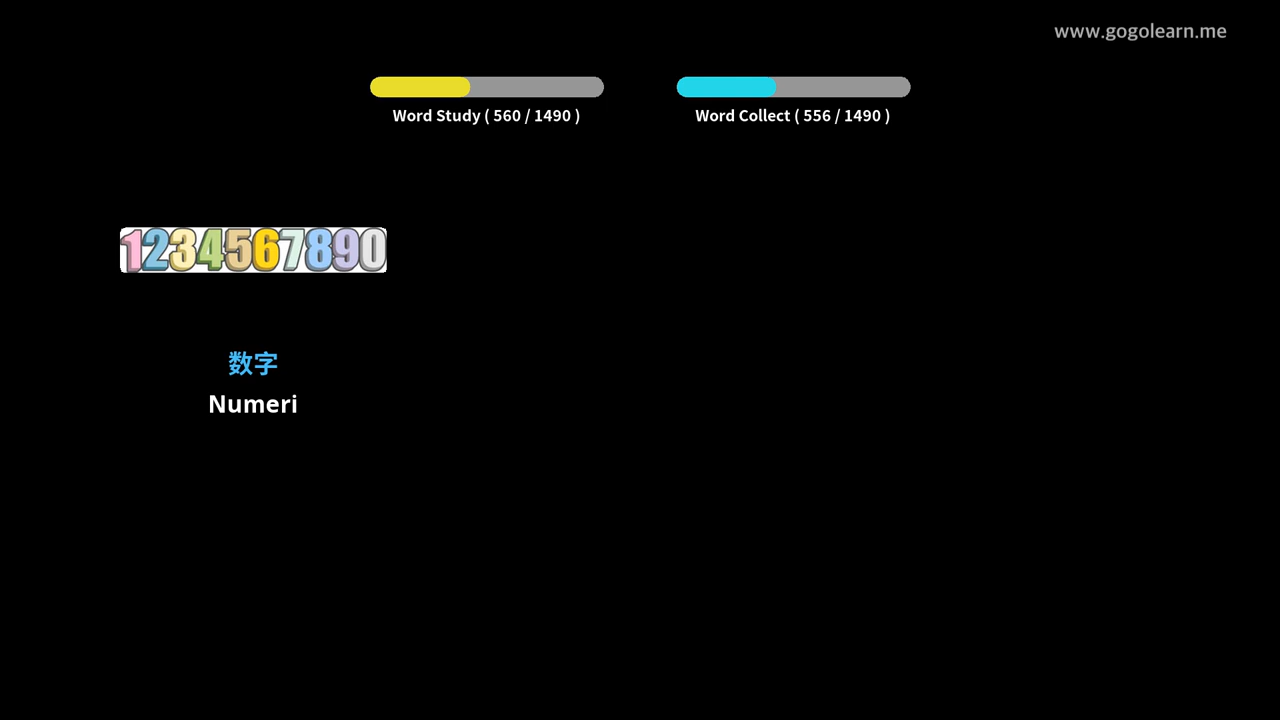 www.gogolearn.me
Word Study ( 560 / 1490 )
Word Collect ( 556 / 1490 )
1234567890
数字
Numeri